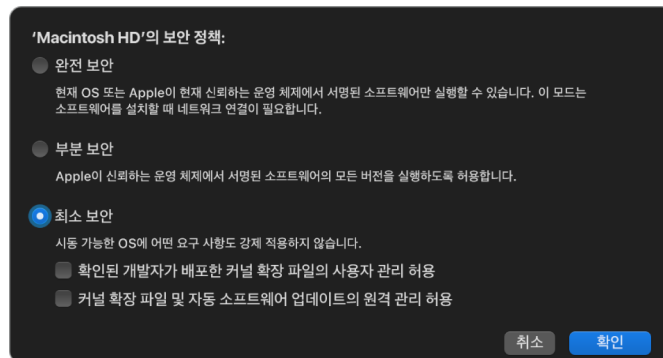 ‘Macintosh HD’의 보안 정책:
완전 보안
현재 OS 또는 Apple이 현재 신뢰하는 운영 체제에서 서명된 소프트웨어만 실행할 수 있습니다. 이 모드는
소프트웨어를 설치할 때 네트워크 연결이 필요합니다.
부분 보안
Apple이 신뢰하는 운영 체제에서 서명된 소프트웨어의 모든 버전을 실행하도록 허용합니다.
최소 보안
시동 가능한 OS에 어떤 요구 사항도 강제 적용하지 않습니다.
확인된 개발자가 배포한 커널 확장 파일의 사용자 관리 허용
커널 확장 파일 및 자동 소프트웨어 업데이트의 원격 관리 허용
취소
확인